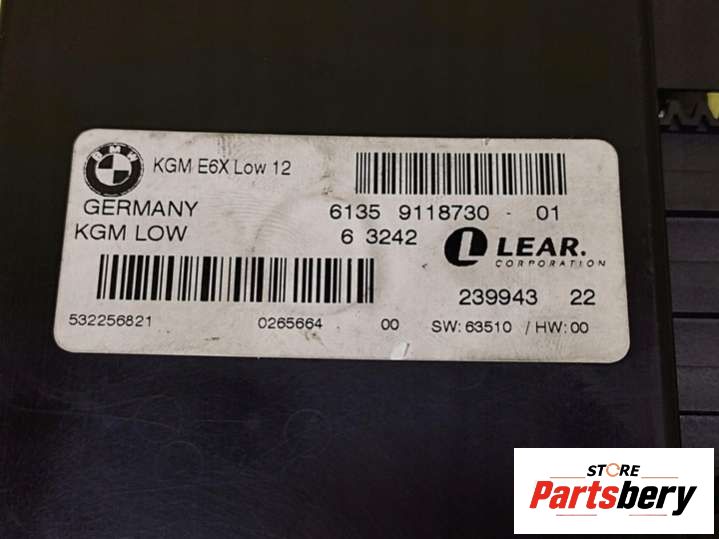 BMW
KGM E6X Low 12
GERMANY
6135 9118730 - 01
KGM LOW
6 3242
LEAR.
CORPORATION
239943 22
532256821 0265664 00 SW: 63510 / HW: 00
STORE
Partsbery